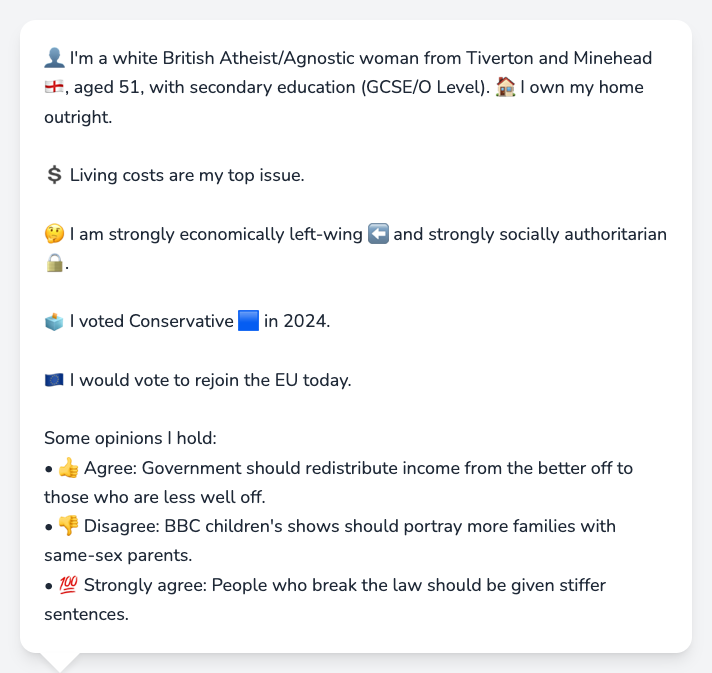 👤 I'm a white British Atheist/Agnostic woman from Tiverton and Minehead
🏴󠁧󠁢󠁥󠁮󠁧󠁿, aged 51, with secondary education (GCSE/O Level). 🏠 I own my home
outright.
💲 Living costs are my top issue.
🤔 I am strongly economically left-wing ⬅️ and strongly socially authoritarian
🔒.
🗳️ I voted Conservative 🟦 in 2024.
🇪🇺 I would vote to rejoin the EU today.
Some opinions I hold:
• 👍 Agree: Government should redistribute income from the better off to
those who are less well off.
• 👎 Disagree: BBC children's shows should portray more families with
same-sex parents.
• 💯 Strongly agree: People who break the law should be given stiffer
sentences.